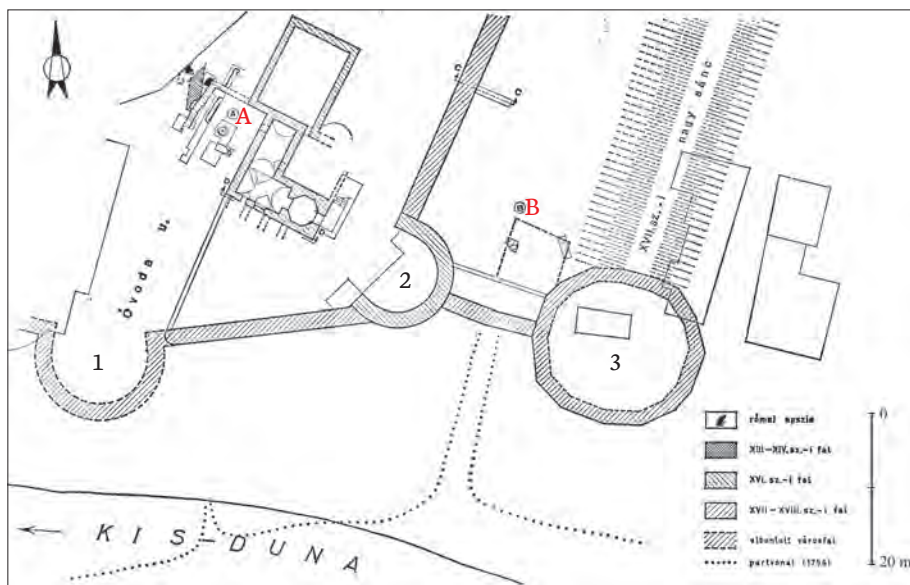 A
A
B
B
Óvoda u.
XVII. sz.-i nagy sánc
1
2
3
KIS-DUNA
római apszis
XIII–XIV. sz.-i fal
XVI. sz.-i fal
XVII–XVIII. sz.-i fal
elbontott városfal
partvonal (1756)
0
20 m